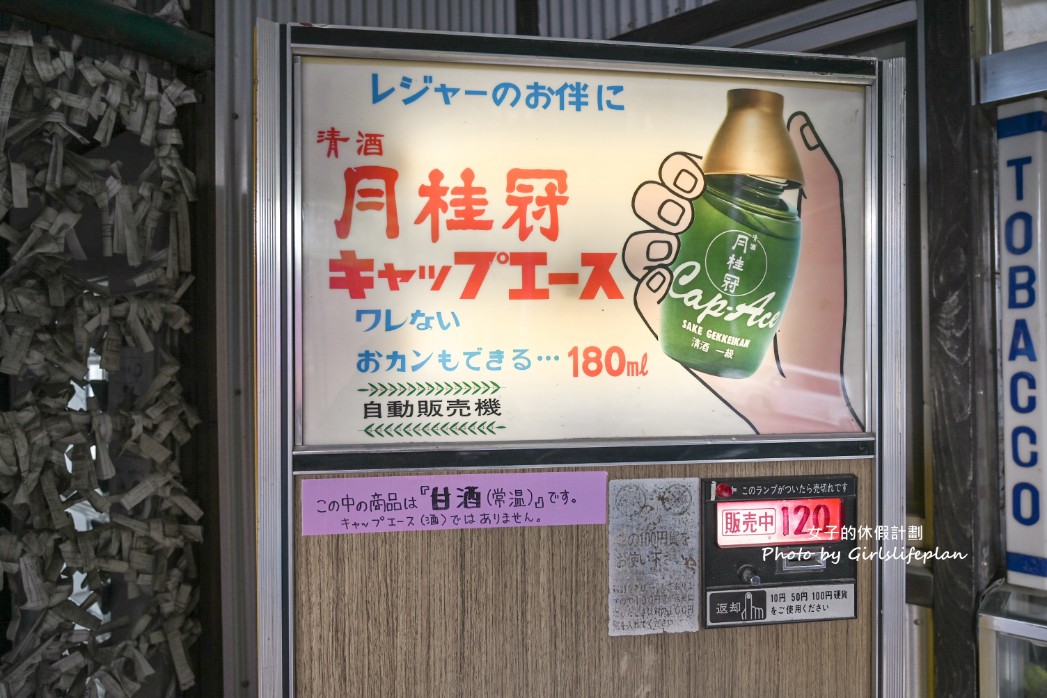 レジャーのお伴に
清酒
月桂冠
キャップエース
ワレない
おカンもできる… 180ml
自動販売機
清酒
月桂冠
Cap-Ace
SAKE GEKKEIKAN
清酒 一級
TOBACCO
この中の商品は『甘酒(常温)』です。
キャップエース(酒)ではありません。
このランプがついたら売切れです
販売中 120
女子的休假計劃
Photo by Girlslifeplan
返却
10円 50円 100円硬貨
をご使用ください